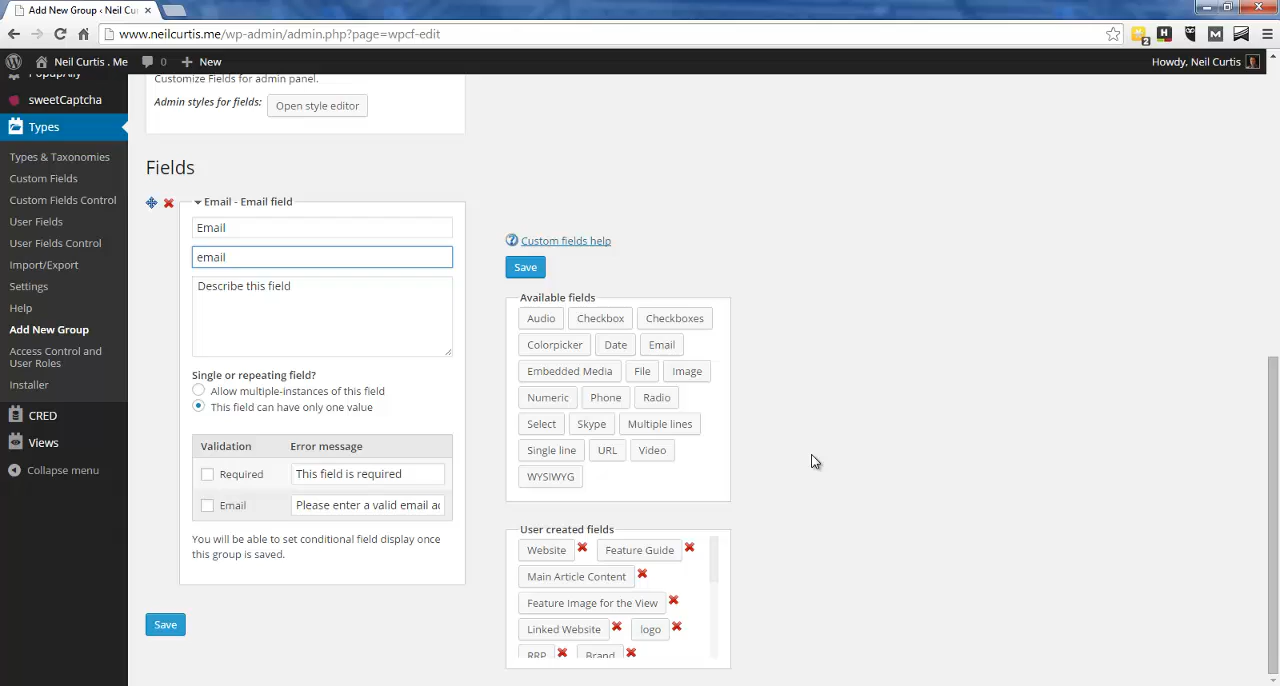 Add New Group ‹ Neil Cur
www.neilcurtis.me/wp-admin/admin.php?page=wpcf-edit
2
Neil Curtis . Me
0
New
Howdy, Neil Curtis
PopupAlly
sweetCaptcha
Types
Types & Taxonomies
Custom Fields
Custom Fields Control
User Fields
User Fields Control
Import/Export
Settings
Help
Add New Group
Access Control and
User Roles
Installer
CRED
Views
Collapse menu
Customize Fields for admin panel.
Admin styles for fields:
Open style editor
Fields
Email - Email field
Email
email
Describe this field
Single or repeating field?
Allow multiple-instances of this field
This field can have only one value
Validation
Error message
Required
This field is required
Email
Please enter a valid email ac
You will be able to set conditional field display once
this group is saved.
Save
Custom fields help
Save
Available fields
Audio
Checkbox
Checkboxes
Colorpicker
Date
Email
Embedded Media
File
Image
Numeric
Phone
Radio
Select
Skype
Multiple lines
Single line
URL
Video
WYSIWYG
User created fields
Website
Feature Guide
Main Article Content
Feature Image for the View
Linked Website
logo
RRP
Brand